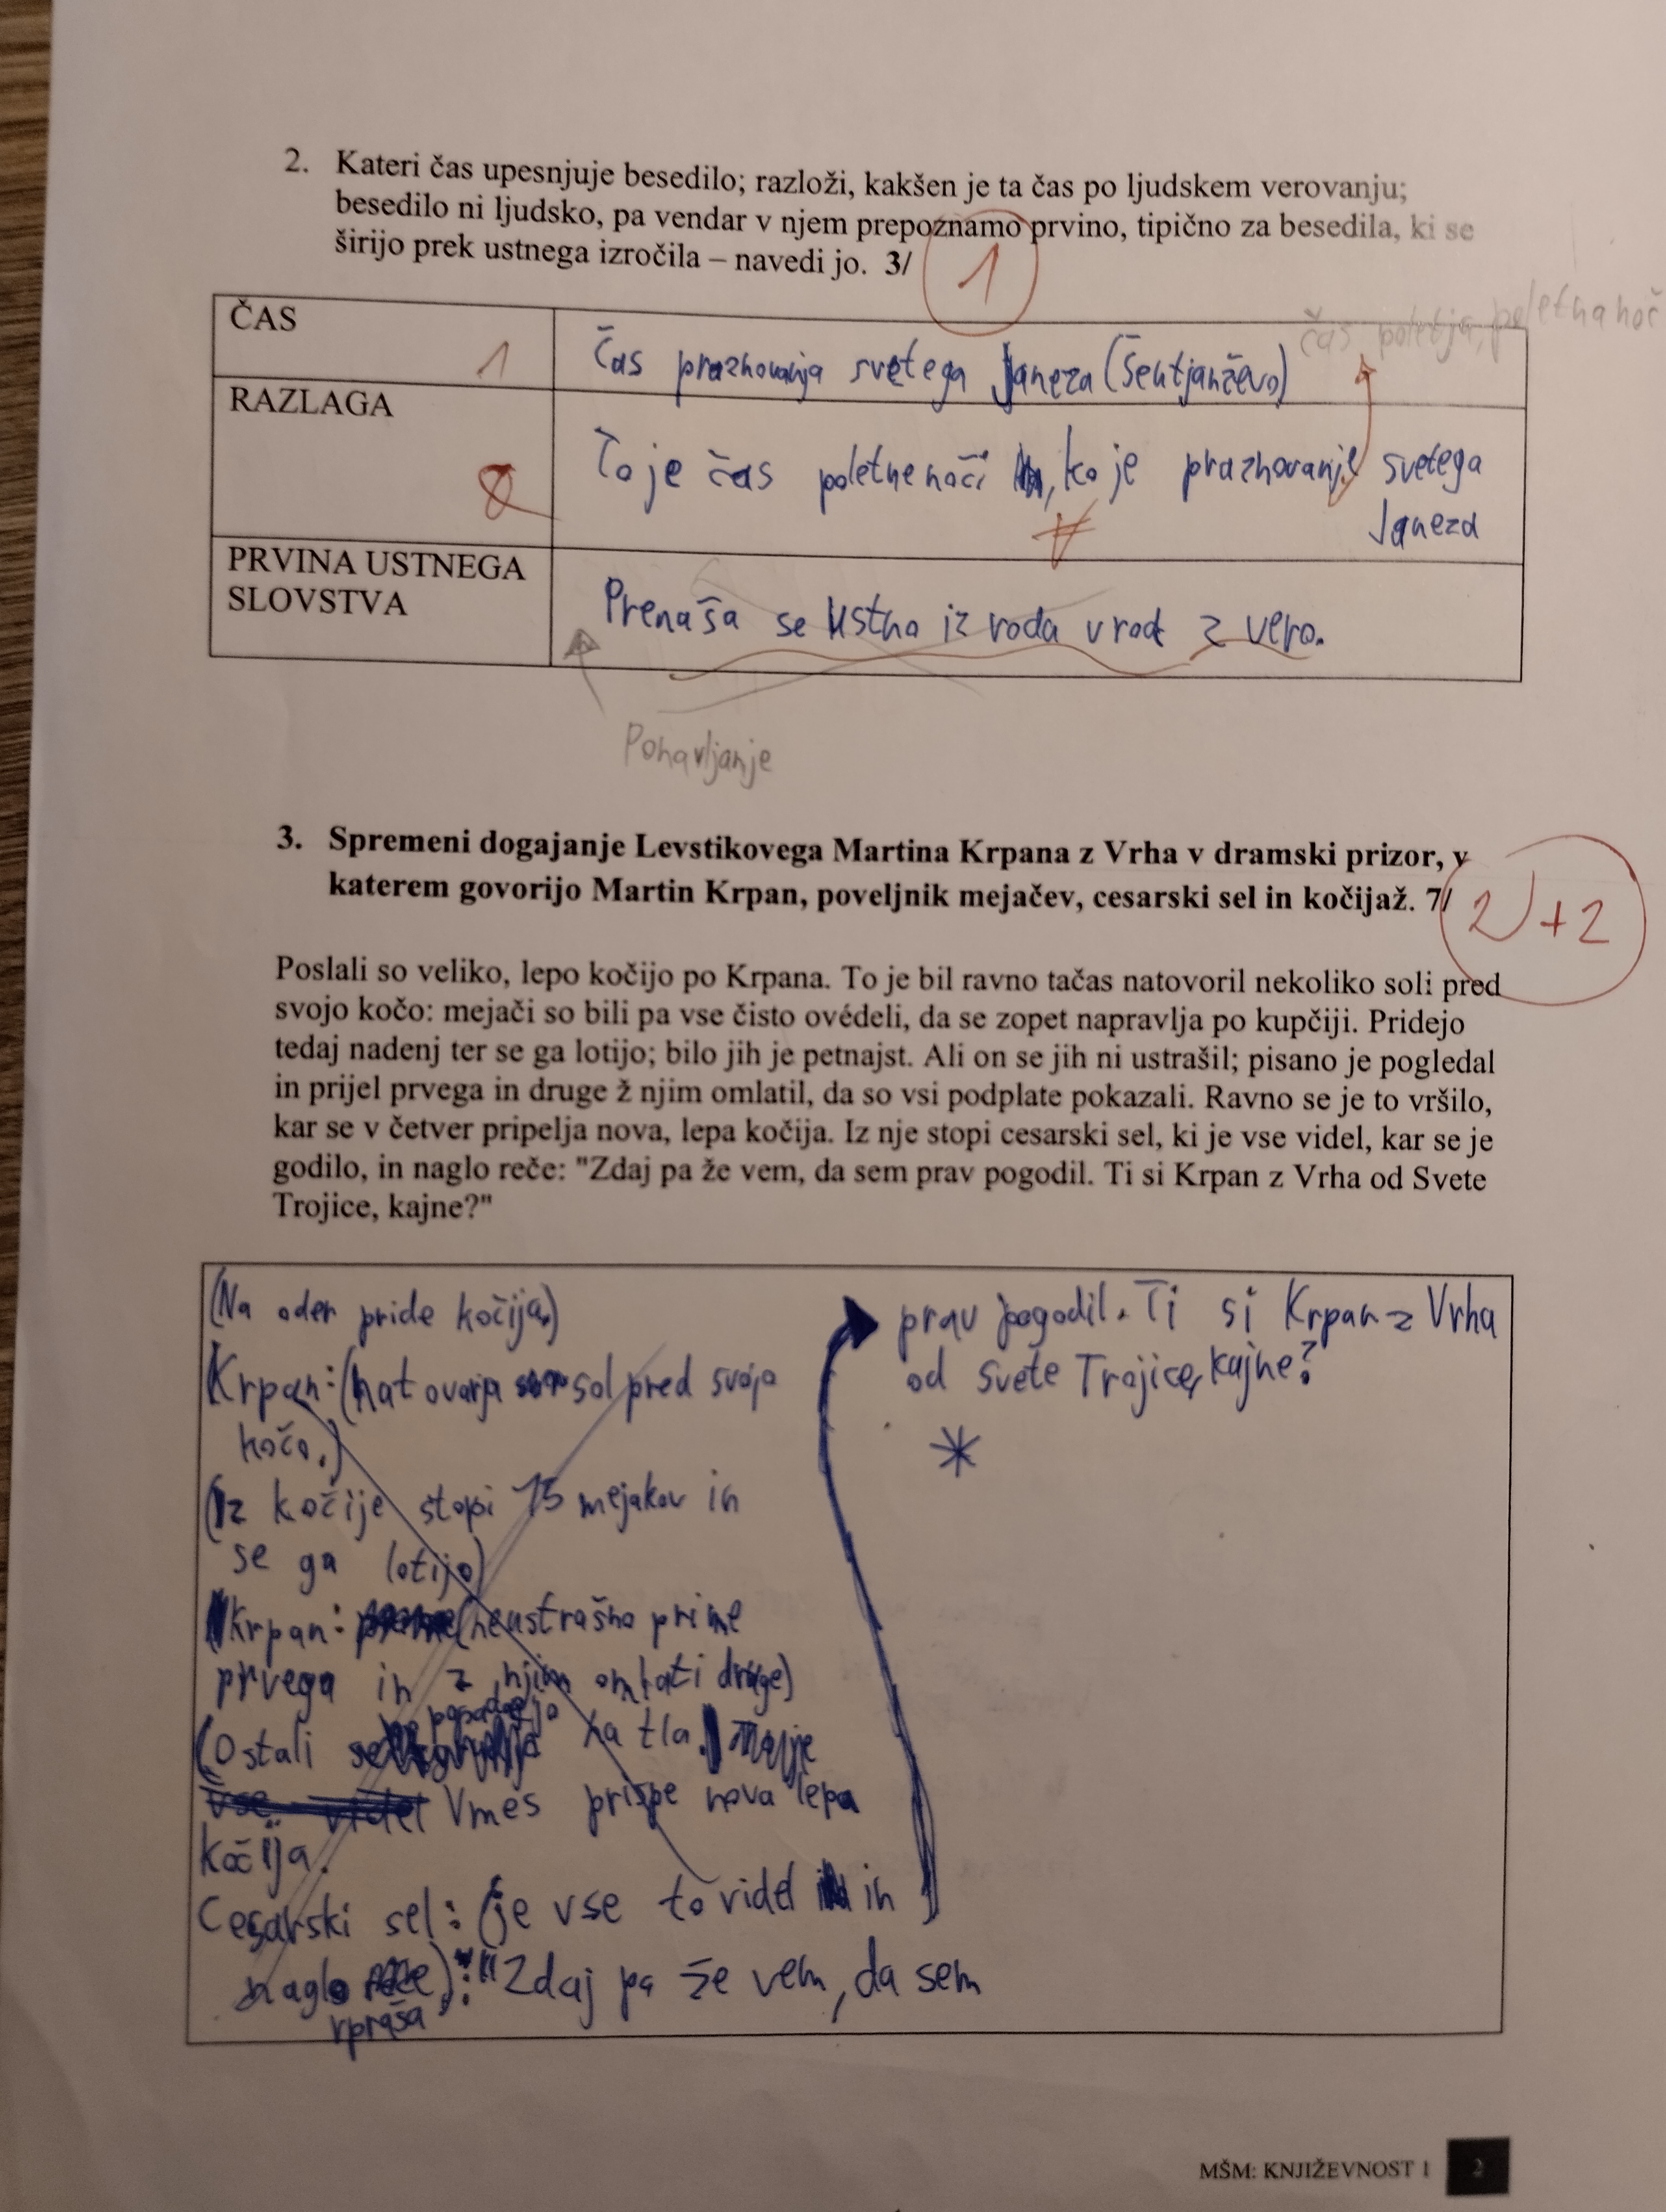 2. Kateri čas upesnjuje besedilo; razloži, kakšen je ta čas po ljudskem verovanju;
besedilo ni ljudsko, pa vendar v njem prepoznamo prvino, tipično za besedila, ki se
širijo prek ustnega izročila – navedi jo. 3/ 1
čas poletja, poletna noč
ČAS 1 Čas praznovanja svetega Janeza (Šentjanževo)
RAZLAGA
To je čas poletne noči, ko je praznovanje svetega
Janeza
PRVINA USTNEGA
SLOVSTVA
Prenaša se ustno iz roda v rod z vero.
Ponavljanje
3. Spremeni dogajanje Levstikovega Martina Krpana z Vrha v dramski prizor, v
katerem govorijo Martin Krpan, poveljnik mejačev, cesarski sel in kočijaž. 7/ 2 + 2
Poslali so veliko, lepo kočijo po Krpana. To je bil ravno tačas natovoril nekoliko soli pred
svojo kočo: mejači so bili pa vse čisto ovédeli, da se zopet napravlja po kupčiji. Pridejo
tedaj nadenj ter se ga lotijo; bilo jih je petnajst. Ali on se jih ni ustrašil; pisano je pogledal
in prijel prvega in druge ž njim omlatil, da so vsi podplate pokazali. Ravno se je to vršilo,
kar se v četver pripelja nova, lepa kočija. Iz nje stopi cesarski sel, ki je vse videl, kar se je
godilo, in naglo reče: "Zdaj pa že vem, da sem prav pogodil. Ti si Krpan z Vrha od Svete
Trojice, kajne?"
(Na oder pride kočija.)
Krpan: (natovarja sol pred svojo
kočo.)
(Iz kočije stopi 15 mejakov in
se ga lotijo)
Krpan: (neustrašno prime
prvega in z njim omlati druge)
(Ostali popadajo na tla.
Vmes prispe nova lepa
kočija.
Cesarski sel: (je vse to videl in
naglo vpraša): "Zdaj pa že vem, da sem
prav pogodil. Ti si Krpan z Vrha
od svete Trojice, kajne?
*
MŠM: KNJIŽEVNOST 1 2